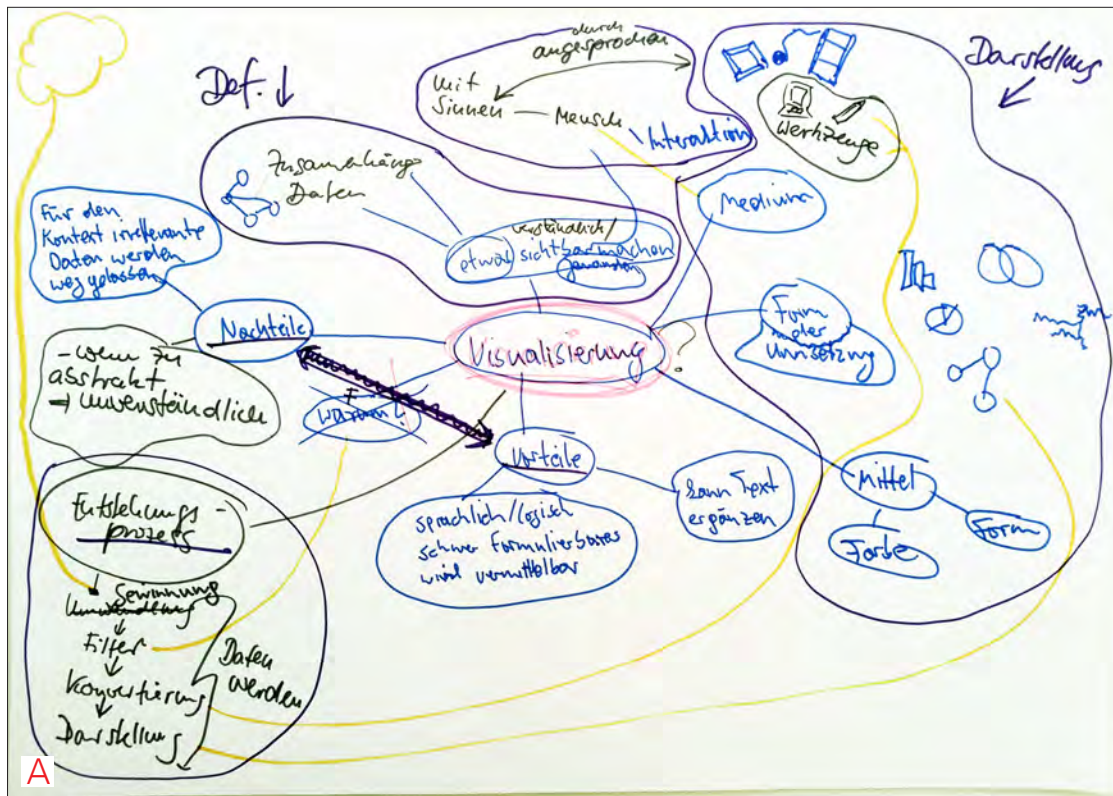 Def. ↓
durch
angesprochen
mit
Sinnen — Mensch
\ Interaktion
Darstellung
Werkzeuge
Zusammenhänge
Daten
Medium
Für den
Kontext irrelevante
Daten werden
weggelassen
verständlich/
etwas sichtbar machen
Nachteile
Visualisierung
?
Form
der
Umsetzung
- wenn zu
abstrakt
→ unverständlich
warum?
Vorteile
kann Text
ergänzen
sprachlich/logisch
schwer Formulierbares
wird vermittelbar
Mittel
Farbe
Form
Entstehungs-
prozess
Gewinnung
Umwandlung
Filter
Konvertierung
Darstellung
Daten
werden
A